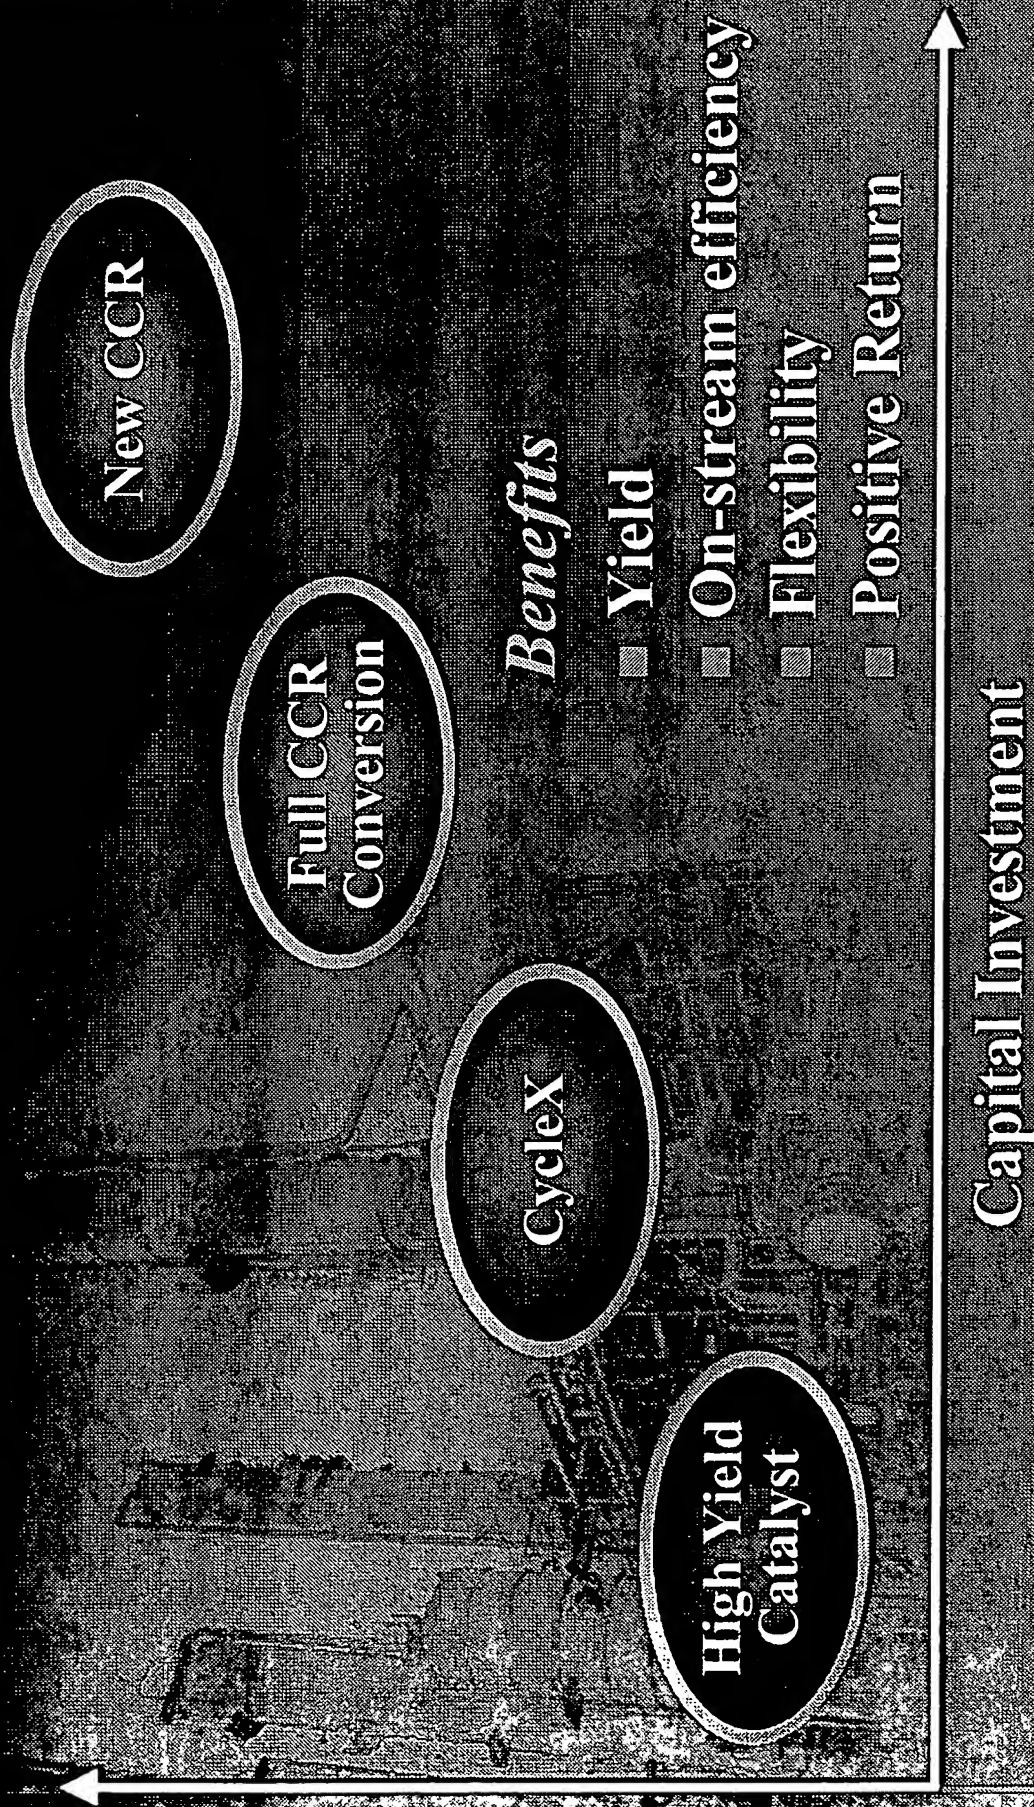 New CCR
Full CCR
Conversion
CycleX
High Yield
Catalyst
Benefits
Yield
On-stream efficiency
Flexibility
Positive Return
Capital Investment